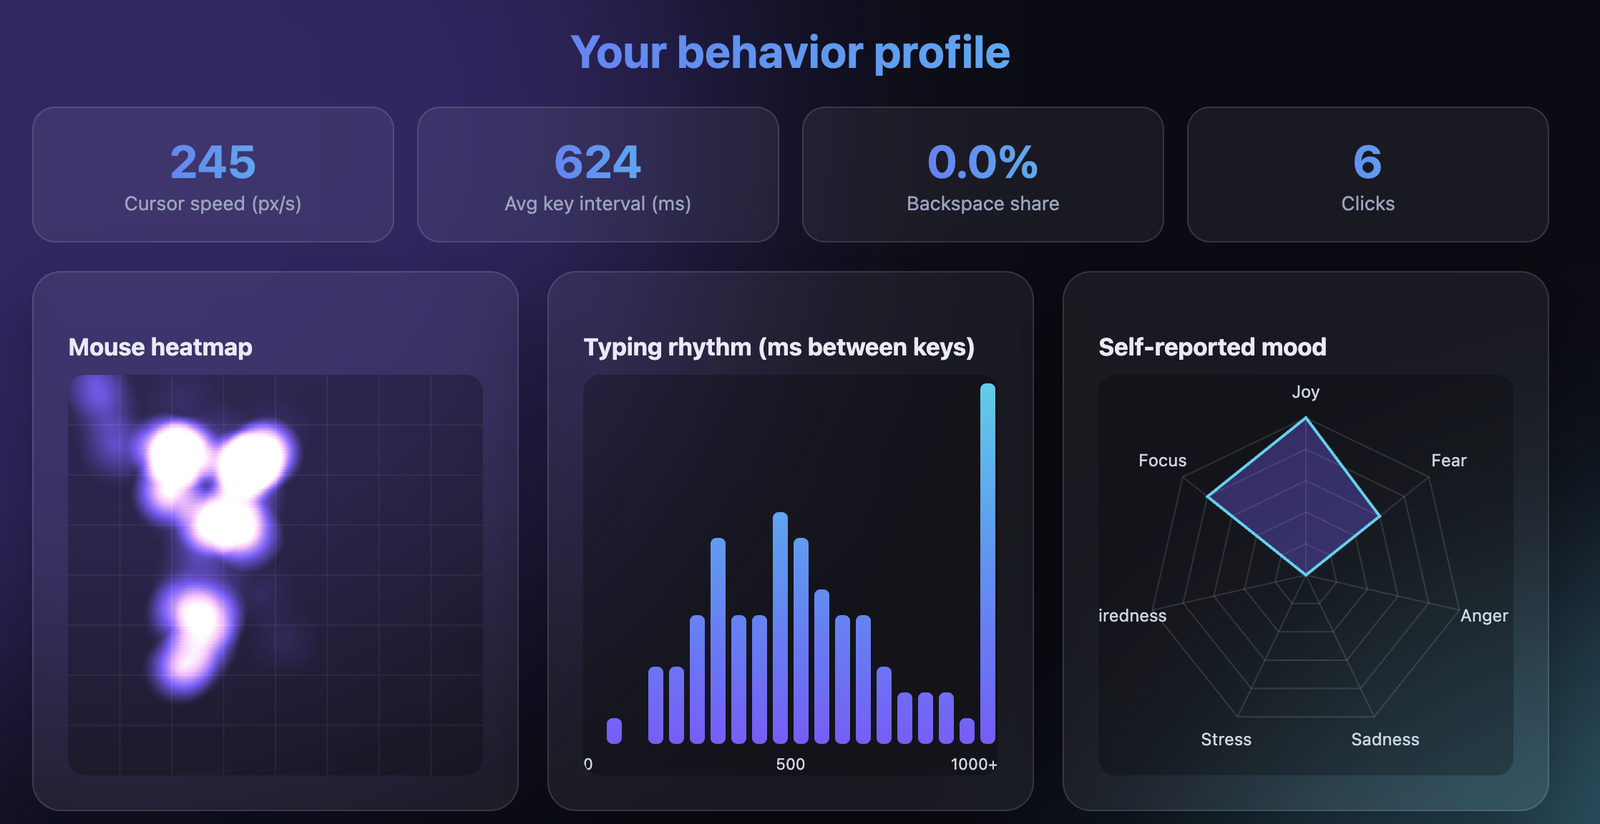 Your behavior profile
245
Cursor speed (px/s)
624
Avg key interval (ms)
0.0%
Backspace share
6
Clicks
Mouse heatmap
Typing rhythm (ms between keys)
0
500
1000+
Self-reported mood
Joy
Focus
Fear
iredness
Anger
Stress
Sadness